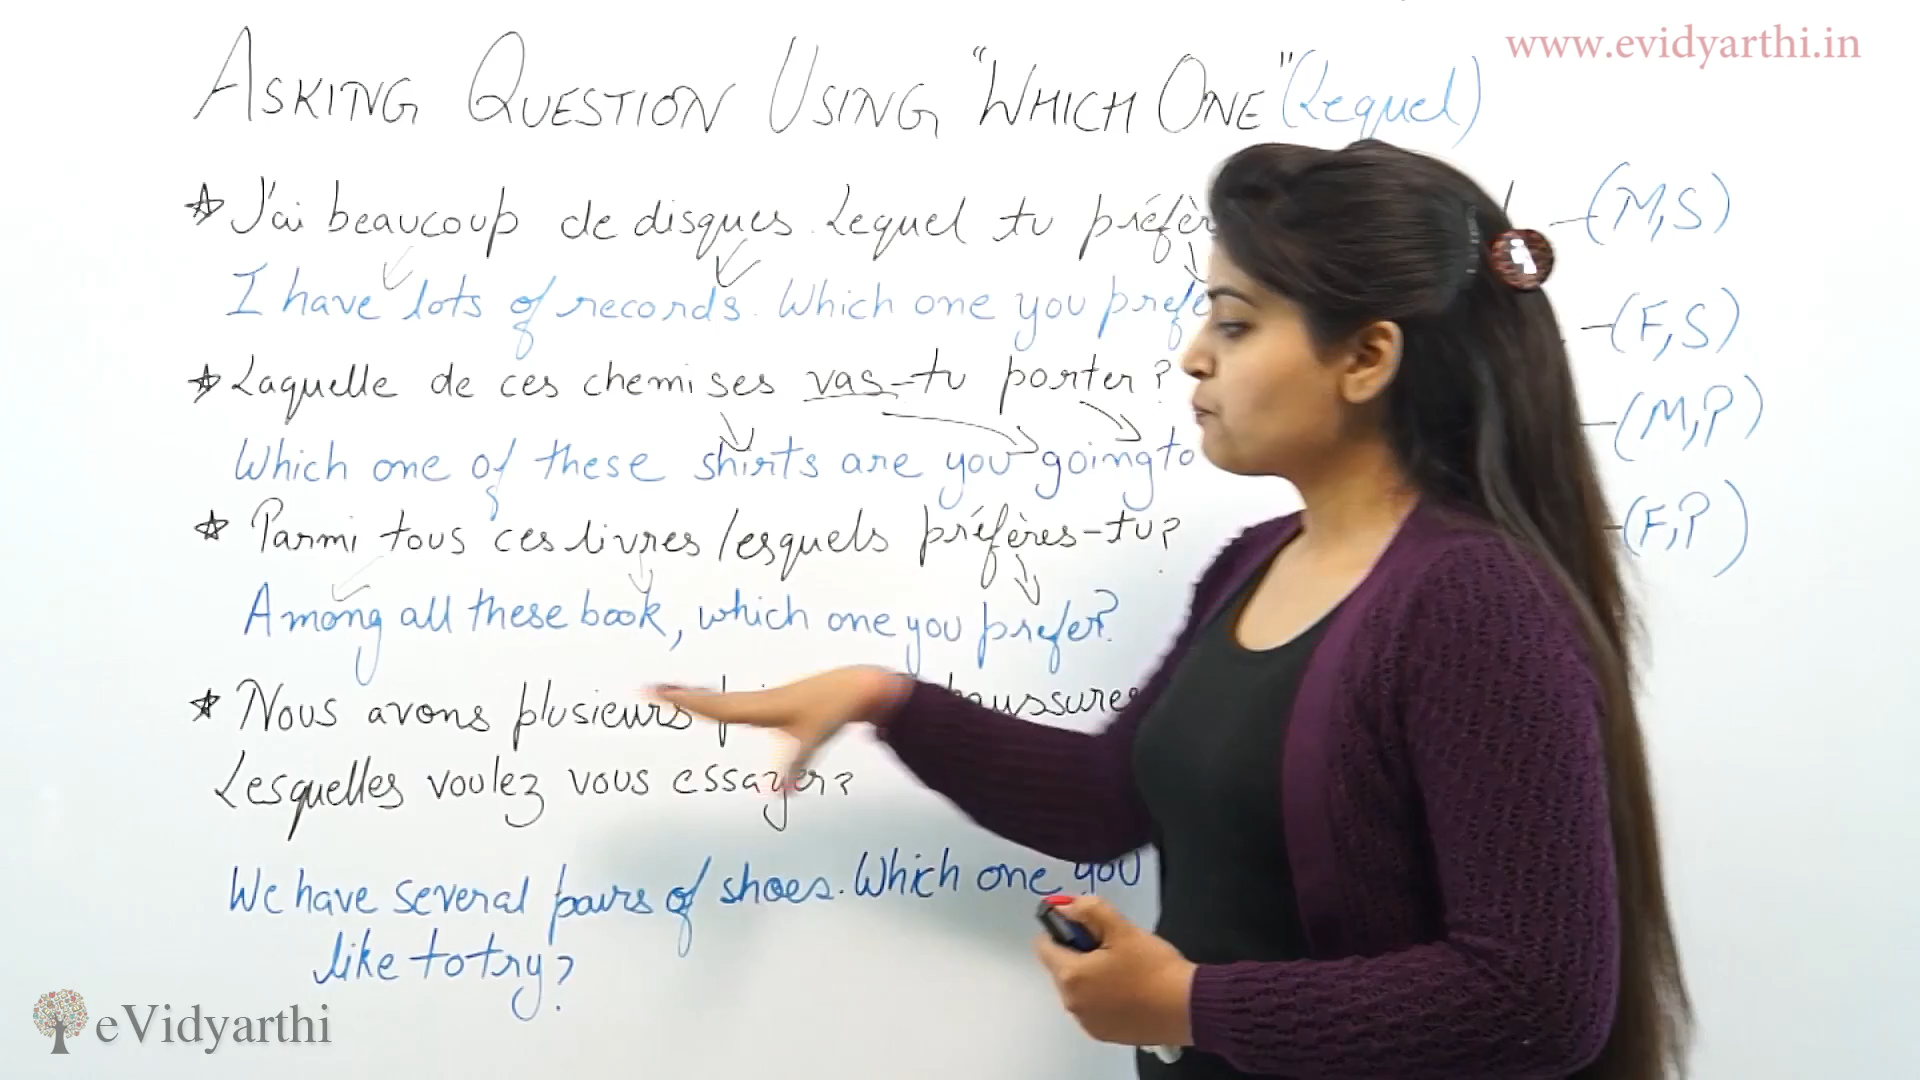 www.evidyarthi.in
ASKING QUESTION USING "WHICH ONE" (Lequel)
J'ai beaucoup de disques. Lequel tu
(M,S)
I have lots of records. Which one you
(F,S)
Laquelle de ces chemises vas-tu porter?
Which one of these shirts are you going to
(M,P)
Parmi tous ces livres lesquels préfères-tu?
(F,P)
Among all these book, which one you prefer?
Nous avons plusieurs
Lesquelles voulez vous essayer?
We have several pairs of shoes. Which one you
like to try?
eVidyarthi